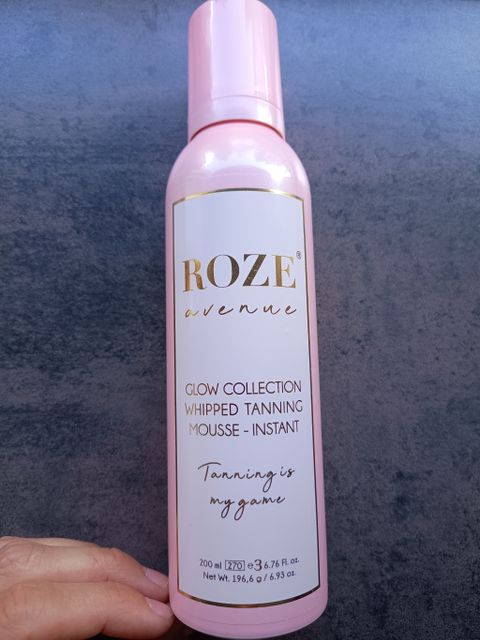 ROZE®
avenue
GLOW COLLECTION
WHIPPED TANNING
MOUSSE - INSTANT
Tanning is
my game
200 ml 270 ℮ 3 6.76 Fl. oz.
Net Wt. 196,6 g / 6.93 oz.